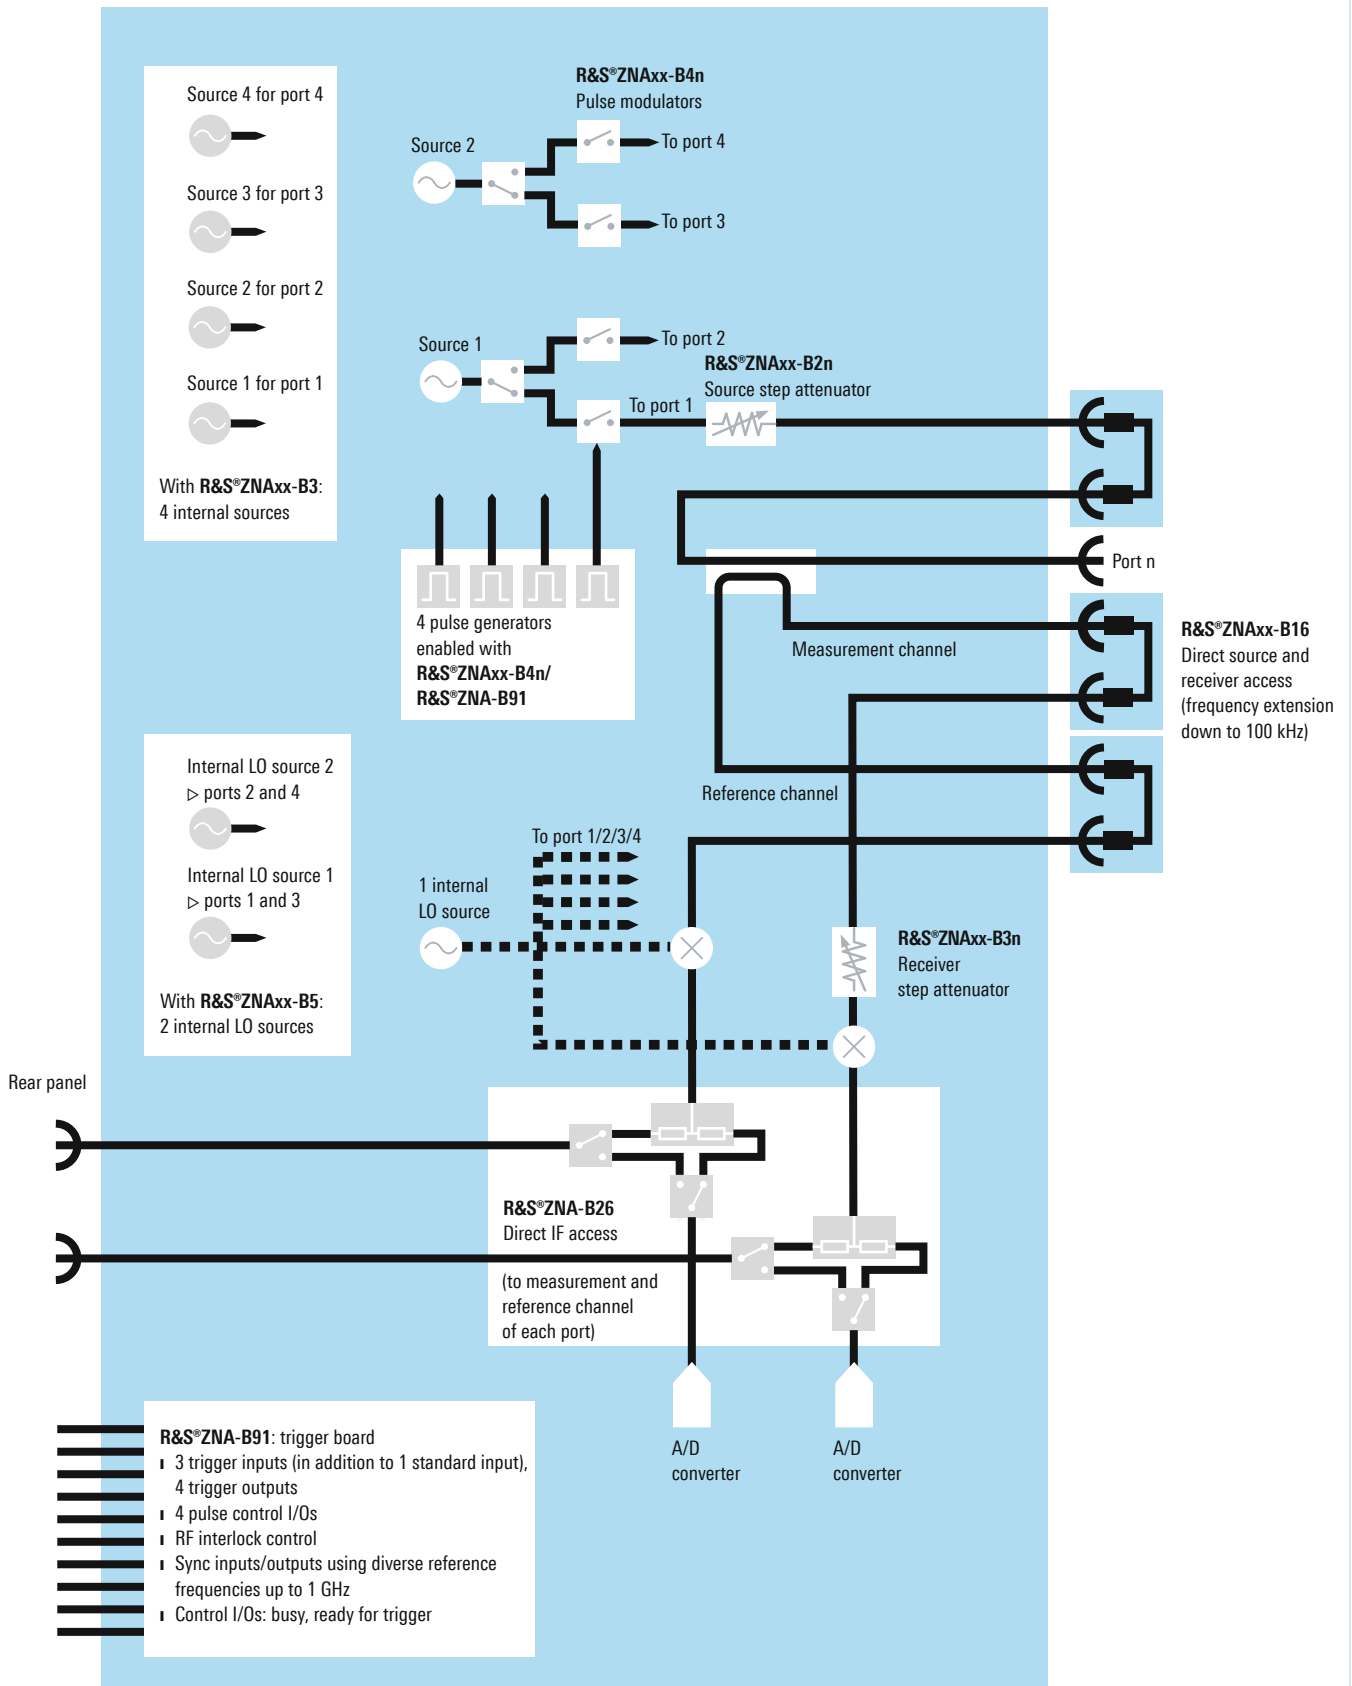 Source 4 for port 4
Source 3 for port 3
Source 2 for port 2
Source 1 for port 1
With R&S®ZNAxx-B3:
4 internal sources
R&S®ZNAxx-B4n
Pulse modulators
Source 2
To port 4
To port 3
Source 1
To port 2
To port 1
R&S®ZNAxx-B2n
Source step attenuator
4 pulse generators
enabled with
R&S®ZNAxx-B4n/
R&S®ZNA-B91
Port n
Measurement channel
Reference channel
R&S®ZNAxx-B16
Direct source and
receiver access
(frequency extension
down to 100 kHz)
Internal LO source 2
▷ ports 2 and 4
Internal LO source 1
▷ ports 1 and 3
With R&S®ZNAxx-B5:
2 internal LO sources
To port 1/2/3/4
1 internal
LO source
R&S®ZNAxx-B3n
Receiver
step attenuator
Rear panel
R&S®ZNA-B26
Direct IF access
(to measurement and
reference channel
of each port)
A/D
converter
A/D
converter
R&S®ZNA-B91: trigger board
ı 3 trigger inputs (in addition to 1 standard input),
4 trigger outputs
ı 4 pulse control I/Os
ı RF interlock control
ı Sync inputs/outputs using diverse reference
frequencies up to 1 GHz
ı Control I/Os: busy, ready for trigger